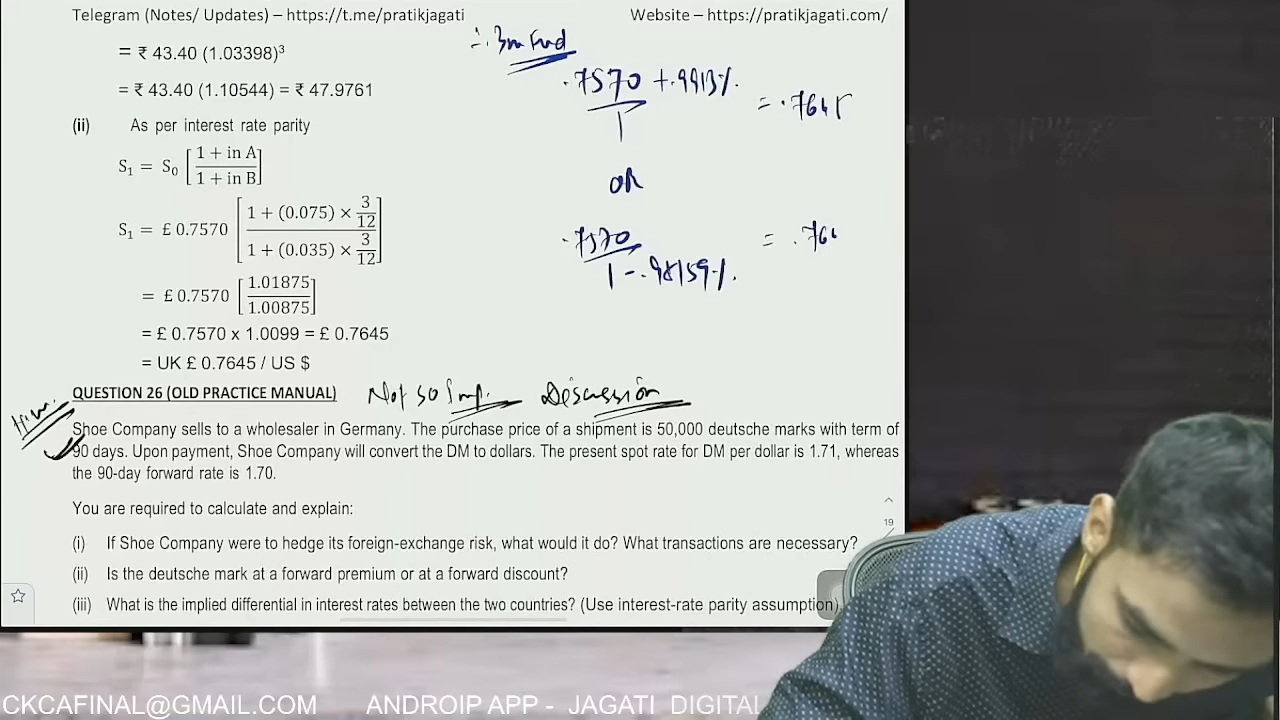 Telegram (Notes/ Updates) – https://t.me/pratikjagati Website – https://pratikjagati.com/
= ₹ 43.40 (1.03398)³
= ₹ 43.40 (1.10544) = ₹ 47.9761
(ii) As per interest rate parity
S₁ = S₀ [(1 + in A)/(1 + in B)]
S₁ = £ 0.7570 [(1 + (0.075) × 3/12)/(1 + (0.035) × 3/12)]
= £ 0.7570 [1.01875/1.00875]
= £ 0.7570 x 1.0099 = £ 0.7645
= UK £ 0.7645 / US $
∴ 3m Fwd
.7570/1 + .9913% = .7645
OR
.7570/1 - .98159% = .764
QUESTION 26 (OLD PRACTICE MANUAL) Not so Imp. Discussion
H.W.
Shoe Company sells to a wholesaler in Germany. The purchase price of a shipment is 50,000 deutsche marks with term of
90 days. Upon payment, Shoe Company will convert the DM to dollars. The present spot rate for DM per dollar is 1.71, whereas
the 90-day forward rate is 1.70.
You are required to calculate and explain:
(i) If Shoe Company were to hedge its foreign-exchange risk, what would it do? What transactions are necessary?
(ii) Is the deutsche mark at a forward premium or at a forward discount?
(iii) What is the implied differential in interest rates between the two countries? (Use interest-rate parity assumption)
19
CKCAFINAL@GMAIL.COM ANDROIP APP - JAGATI DIGITAL